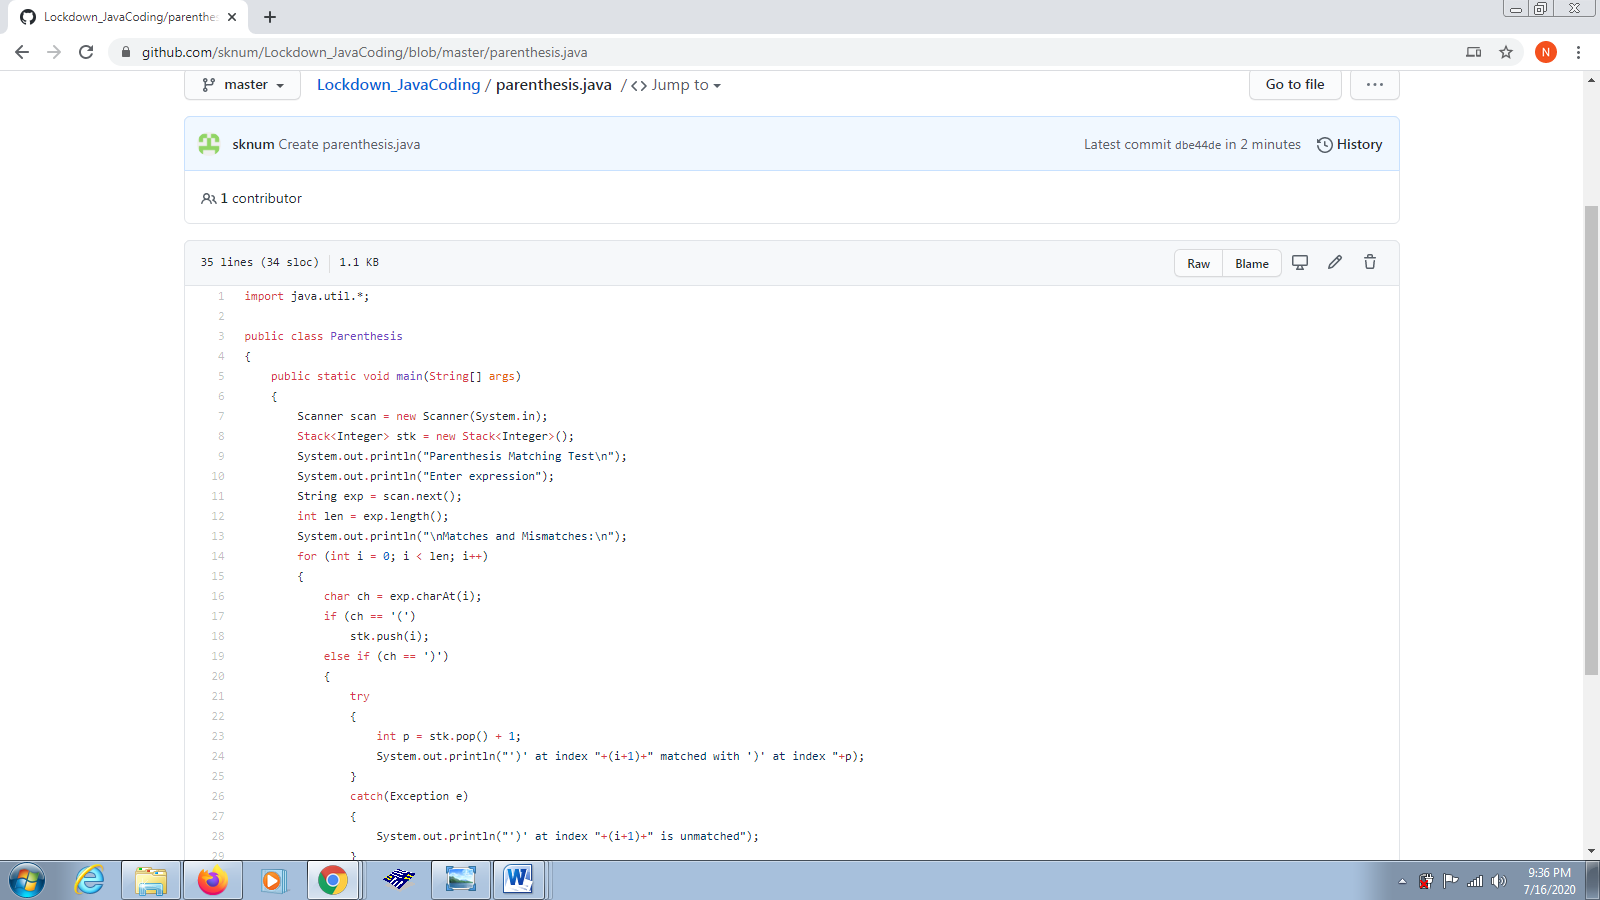 Lockdown_JavaCoding/parenthes
github.com/sknum/Lockdown_JavaCoding/blob/master/parenthesis.java
N
master
Lockdown_JavaCoding / parenthesis.java / <> Jump to
Go to file
...
sknum Create parenthesis.java
Latest commit dbe44de in 2 minutes
History
1 contributor
35 lines (34 sloc) 1.1 KB
Raw
Blame
1 import java.util.*;
2
3 public class Parenthesis
4 {
5 public static void main(String[] args)
6 {
7 Scanner scan = new Scanner(System.in);
8 Stack<Integer> stk = new Stack<Integer>();
9 System.out.println("Parenthesis Matching Test\n");
10 System.out.println("Enter expression");
11 String exp = scan.next();
12 int len = exp.length();
13 System.out.println("\nMatches and Mismatches:\n");
14 for (int i = 0; i < len; i++)
15 {
16 char ch = exp.charAt(i);
17 if (ch == '(')
18 stk.push(i);
19 else if (ch == ')')
20 {
21 try
22 {
23 int p = stk.pop() + 1;
24 System.out.println("')' at index "+(i+1)+" matched with ')' at index "+p);
25 }
26 catch(Exception e)
27 {
28 System.out.println("')' at index "+(i+1)+" is unmatched");
29 }
9:36 PM
7/16/2020